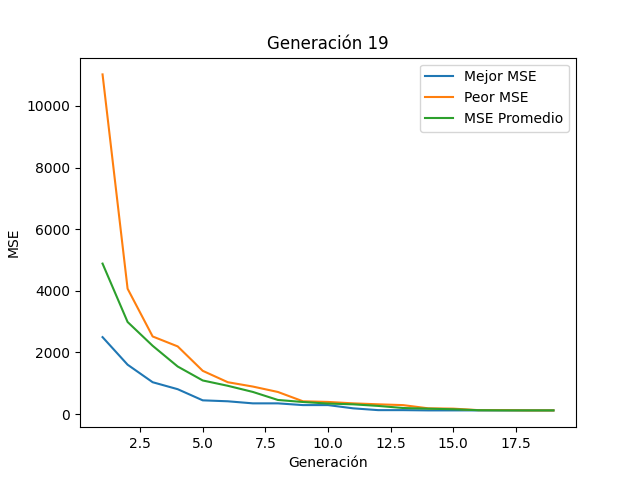 Generación 19
Mejor MSE
Peor MSE
MSE Promedio
10000
8000
6000
4000
2000
0
MSE
2.5 5.0 7.5 10.0 12.5 15.0 17.5
Generación